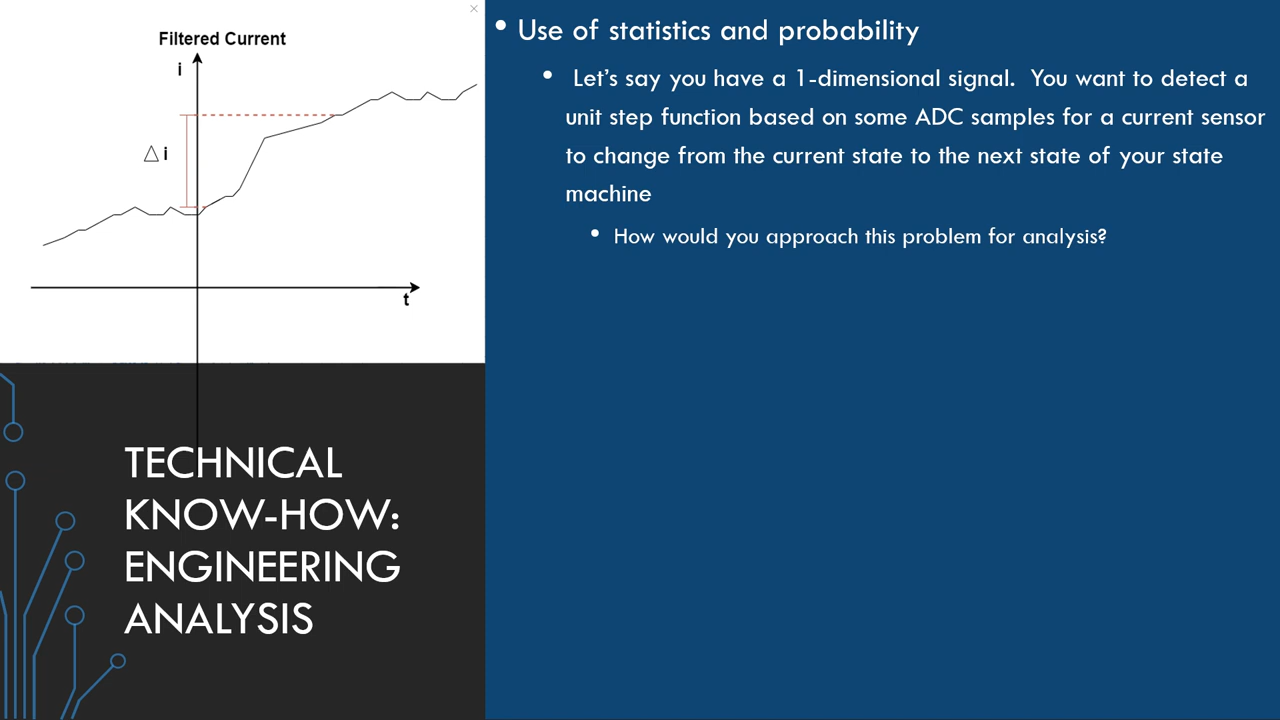 Filtered Current
i
△ i
t
TECHNICAL
KNOW-HOW:
ENGINEERING
ANALYSIS
• Use of statistics and probability
• Let’s say you have a 1-dimensional signal. You want to detect a
unit step function based on some ADC samples for a current sensor
to change from the current state to the next state of your state
machine
• How would you approach this problem for analysis?